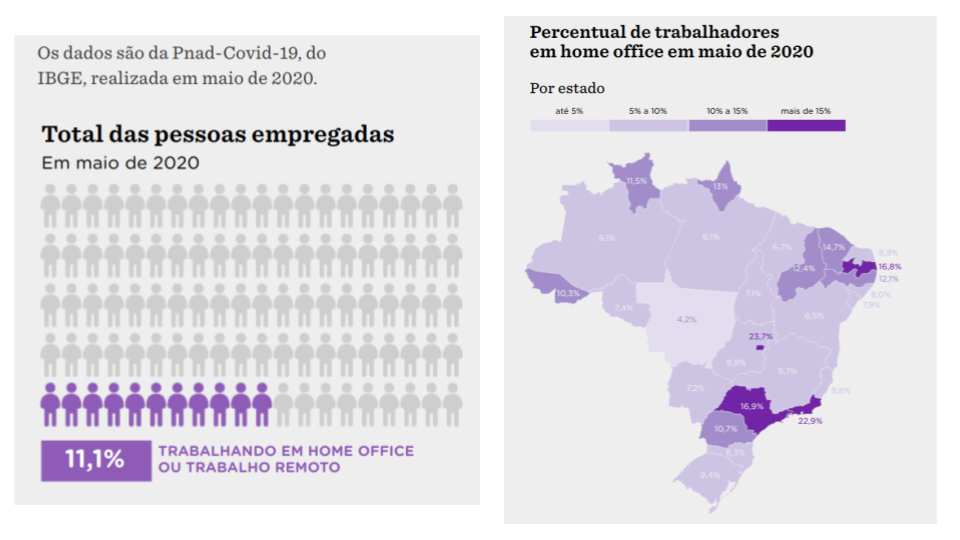 Os dados são da Pnad-Covid-19, do
IBGE, realizada em maio de 2020.
Total das pessoas empregadas
Em maio de 2020
11,1%
TRABALHANDO EM HOME OFFICE
OU TRABALHO REMOTO
Percentual de trabalhadores
em home office em maio de 2020
Por estado
até 5%
5% a 10%
10% a 15%
mais de 15%
11,5%
13%
9,1%
6,7%
14,7%
8,9%
16,8%
12,4%
12,1%
10,3%
7,4%
7,1%
8,0%
7,9%
4,2%
23,7%
8,9%
8,7%
7,2%
9,8%
16,9%
22,9%
10,7%
8,3%
9,4%